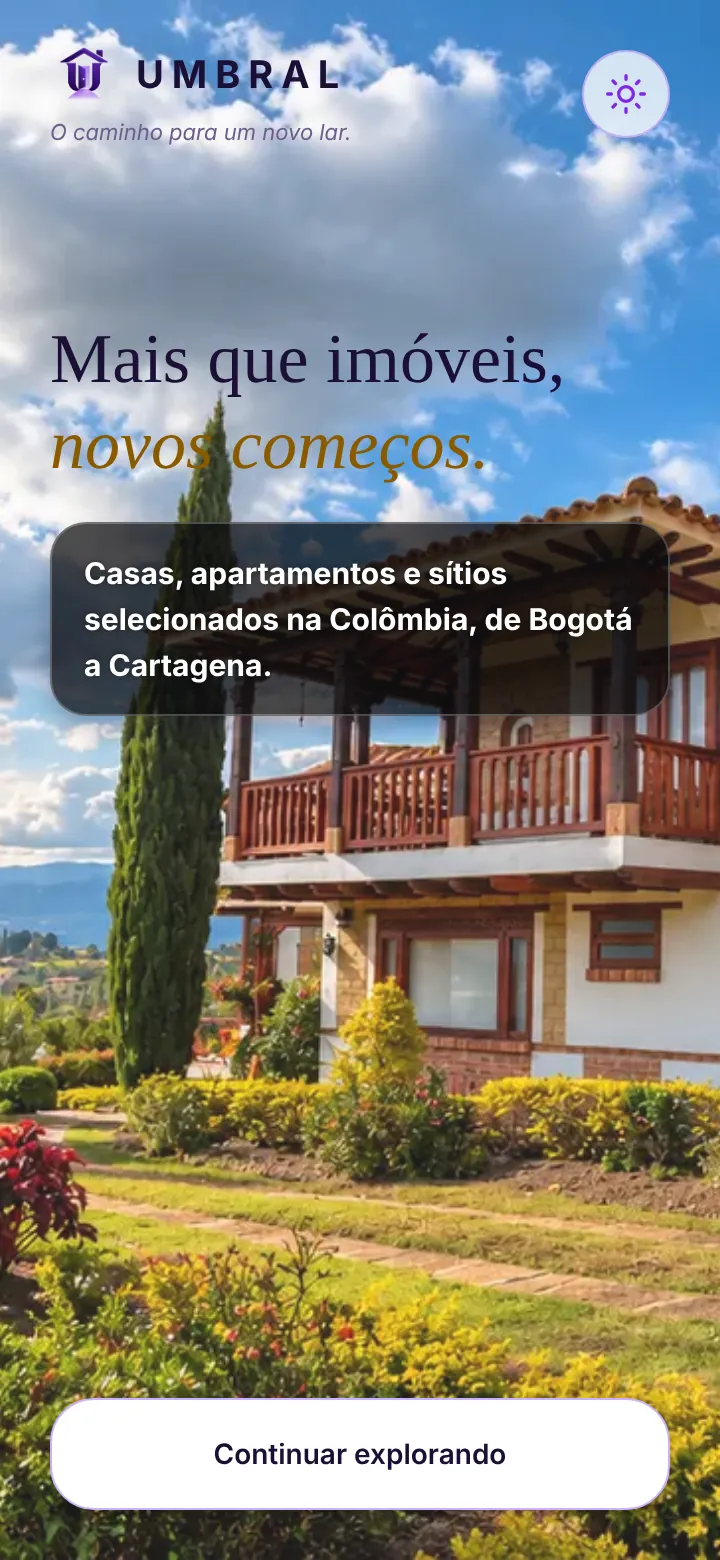 UMBRAL
O caminho para um novo lar.
Mais que imóveis,
novos começos.
Casas, apartamentos e sítios
selecionados na Colômbia, de Bogotá
a Cartagena.
Continuar explorando